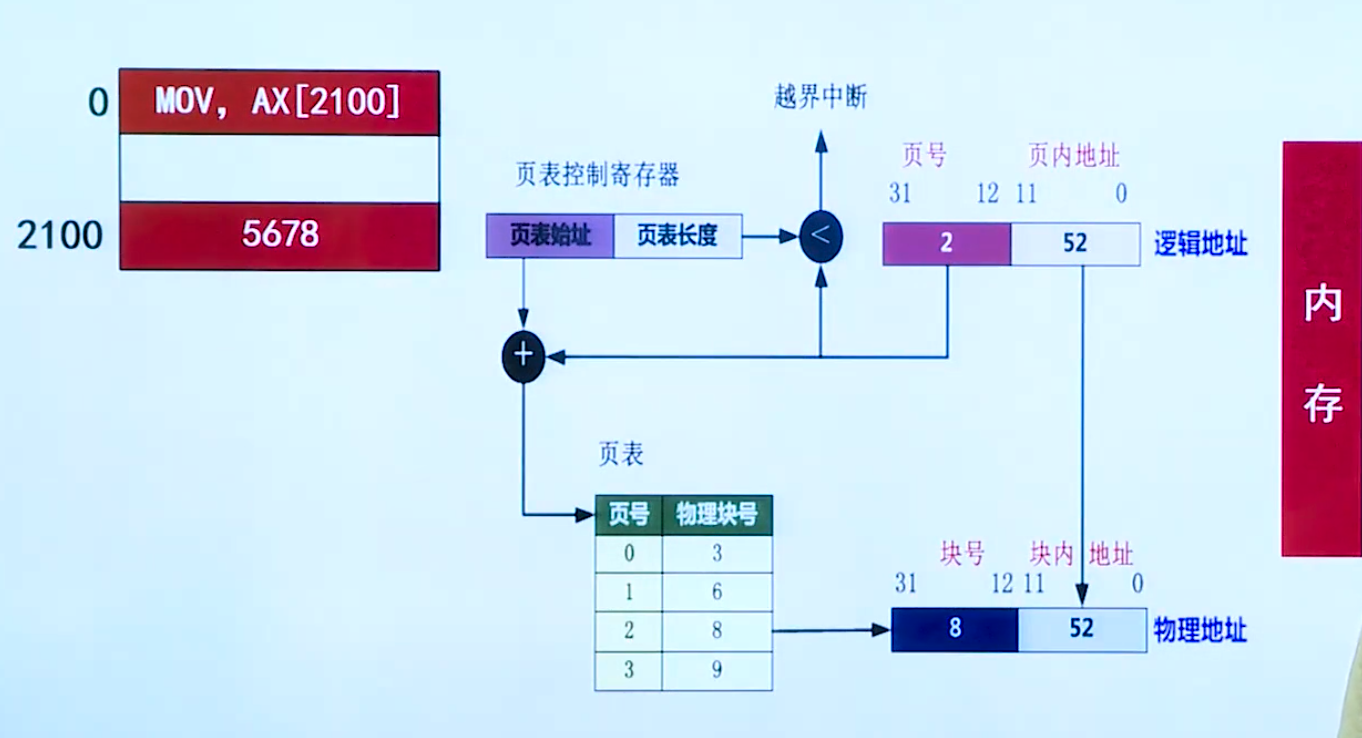 0
MOV, AX[2100]
2100
5678
越界中断
页表控制寄存器
页表始址
页表长度
<
页号
页内地址
31
12
11
0
2
52
逻辑地址
+
页表
页号
物理块号
0
3
1
6
2
8
3
9
块号
块内 地址
31
12
11
0
8
52
物理地址
内
存